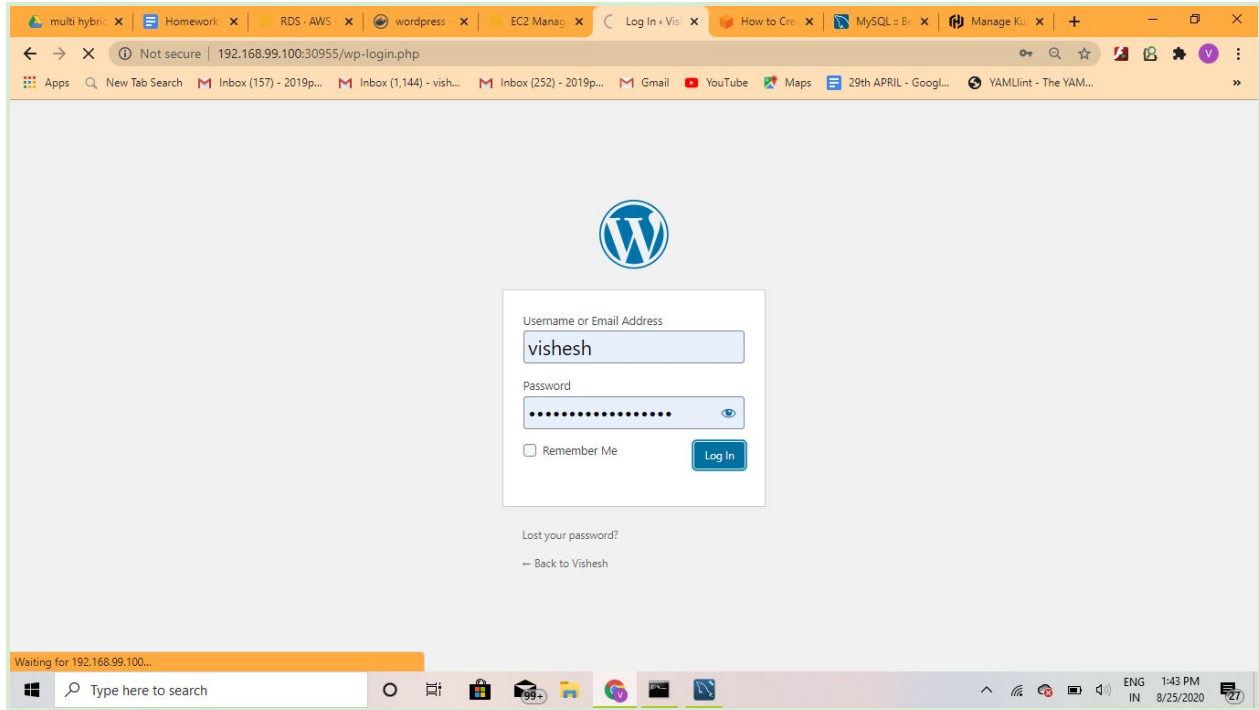 multi hybric Homework RDS · AWS wordpress - EC2 Manag Log In ‹ Vis How to Cre MySQL :: Be Manage Ku
Not secure 192.168.99.100:30955/wp-login.php
Apps New Tab Search Inbox (157) - 2019p... Inbox (1,144) - vish... Inbox (252) - 2019p... Gmail YouTube Maps 29th APRIL - Googl... YAMLlint - The YAM... »
Username or Email Address
vishesh
Password
••••••••••••••••••
Remember Me Log In
Lost your password?
← Back to Vishesh
Waiting for 192.168.99.100...
Type here to search 99+ ENG 1:43 PM
IN 8/25/2020 27